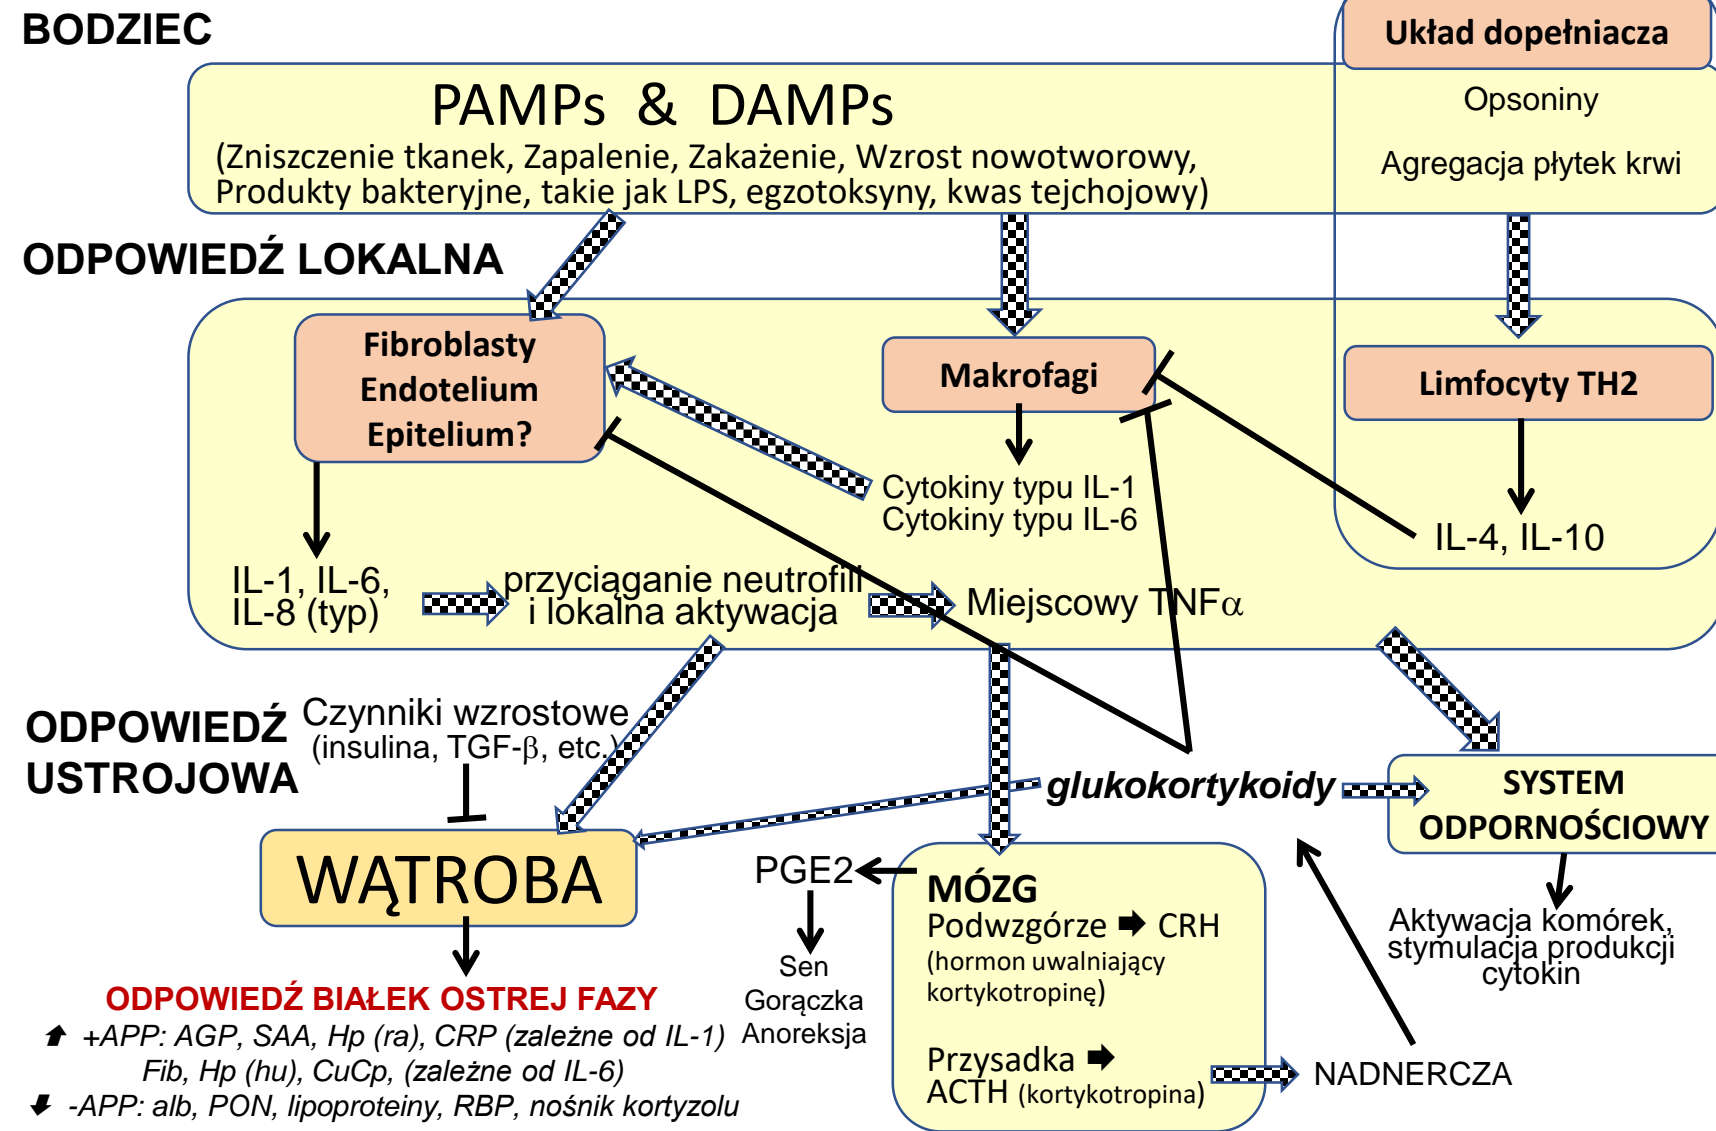 BODZIEC
Układ dopełniacza
PAMPs & DAMPs
(Zniszczenie tkanek, Zapalenie, Zakażenie, Wzrost nowotworowy,
Produkty bakteryjne, takie jak LPS, egzotoksyny, kwas tejchojowy)
Opsoniny
Agregacja płytek krwi
ODPOWIEDŹ LOKALNA
Fibroblasty
Endotelium
Epitelium?
Makrofagi
Limfocyty TH2
Cytokiny typu IL-1
Cytokiny typu IL-6
IL-4, IL-10
IL-1, IL-6,
IL-8 (typ)
przyciąganie neutrofili
i lokalna aktywacja
Miejscowy TNFα
ODPOWIEDŹ
USTROJOWA
Czynniki wzrostowe
(insulina, TGF-β, etc.)
glukokortykoidy
SYSTEM
ODPORNOŚCIOWY
WĄTROBA
PGE2
MÓZG
Podwzgórze 🡆 CRH
(hormon uwalniający
kortykotropinę)
Przysadka 🡆
ACTH (kortykotropina)
Sen
Gorączka
Anoreksja
Aktywacja komórek,
stymulacja produkcji
cytokin
NADNERCZA
ODPOWIEDŹ BIAŁEK OSTREJ FAZY
🡅 +APP: AGP, SAA, Hp (ra), CRP (zależne od IL-1)
Fib, Hp (hu), CuCp, (zależne od IL-6)
🡇 -APP: alb, PON, lipoproteiny, RBP, nośnik kortyzolu